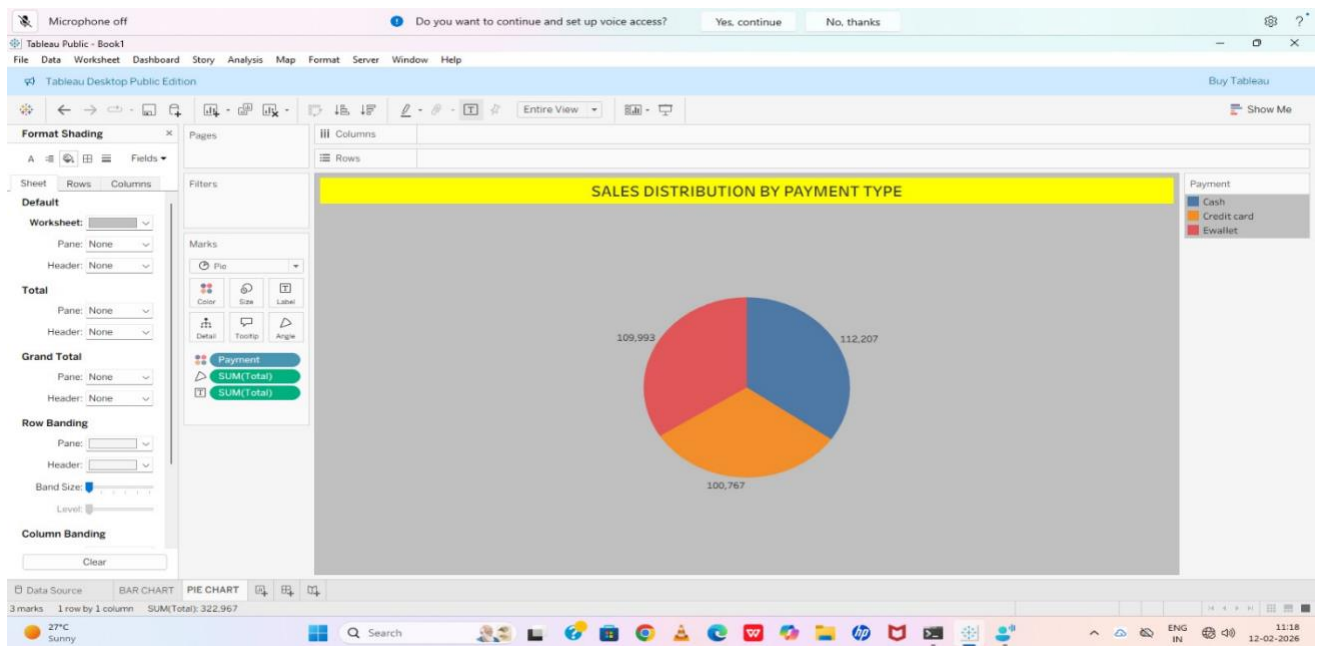 Microphone off
Do you want to continue and set up voice access? Yes, continue No, thanks
Tableau Public - Book1
File Data Worksheet Dashboard Story Analysis Map Format Server Window Help
Tableau Desktop Public Edition Buy Tableau
Entire View Show Me
Format Shading
Fields
Sheet Rows Columns
Default
Worksheet:
Pane: None
Header: None
Total
Pane: None
Header: None
Grand Total
Pane: None
Header: None
Row Banding
Pane:
Header:
Band Size:
Level:
Column Banding
Clear
Pages
Filters
Marks
Pie
Color Size Label
Detail Tooltip Angle
Payment
SUM(Total)
SUM(Total)
Columns
Rows
SALES DISTRIBUTION BY PAYMENT TYPE
109,993
112,207
100,767
Payment
Cash
Credit card
Ewallet
Data Source BAR CHART PIE CHART
3 marks 1 row by 1 column SUM(Total): 322,967
27°C
Sunny
Search
ENG
IN
11:18
12-02-2026